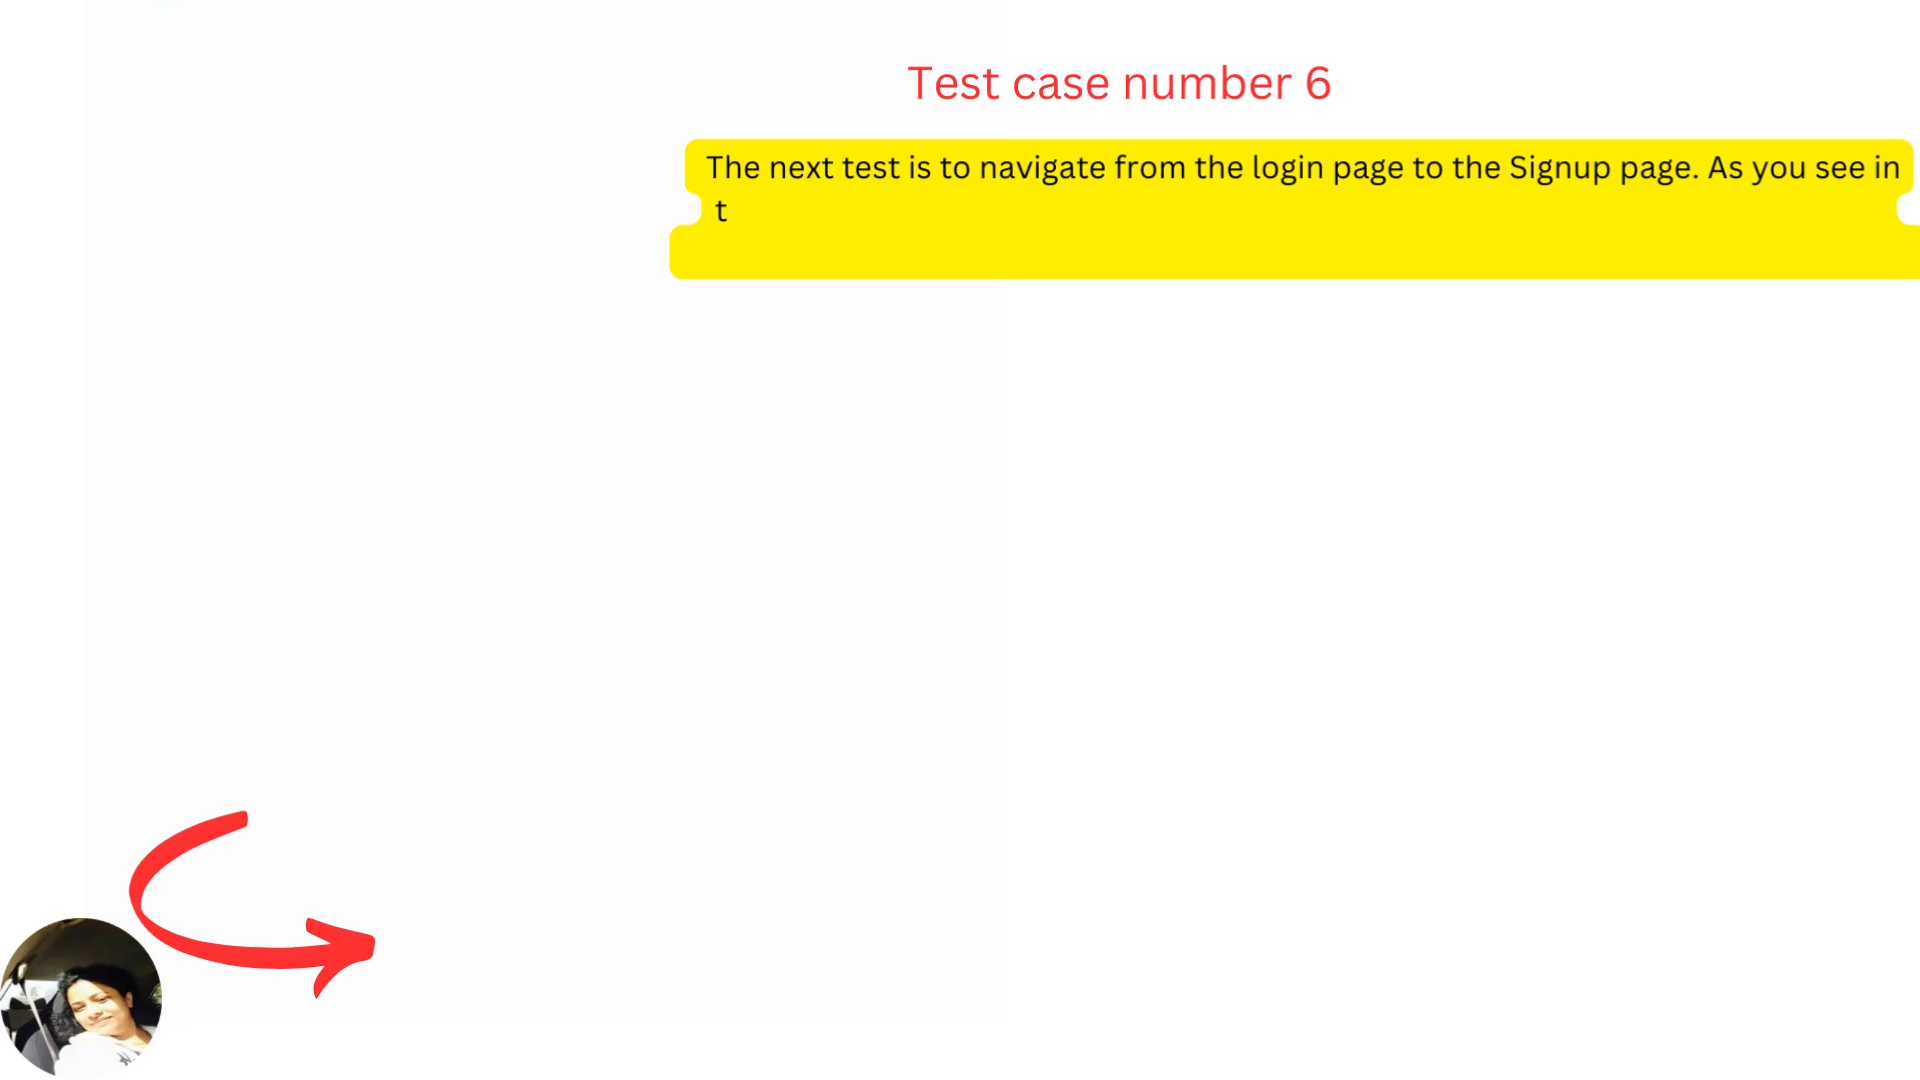 Test case number 6
The next test is to navigate from the login page to the Signup page. As you see in
t